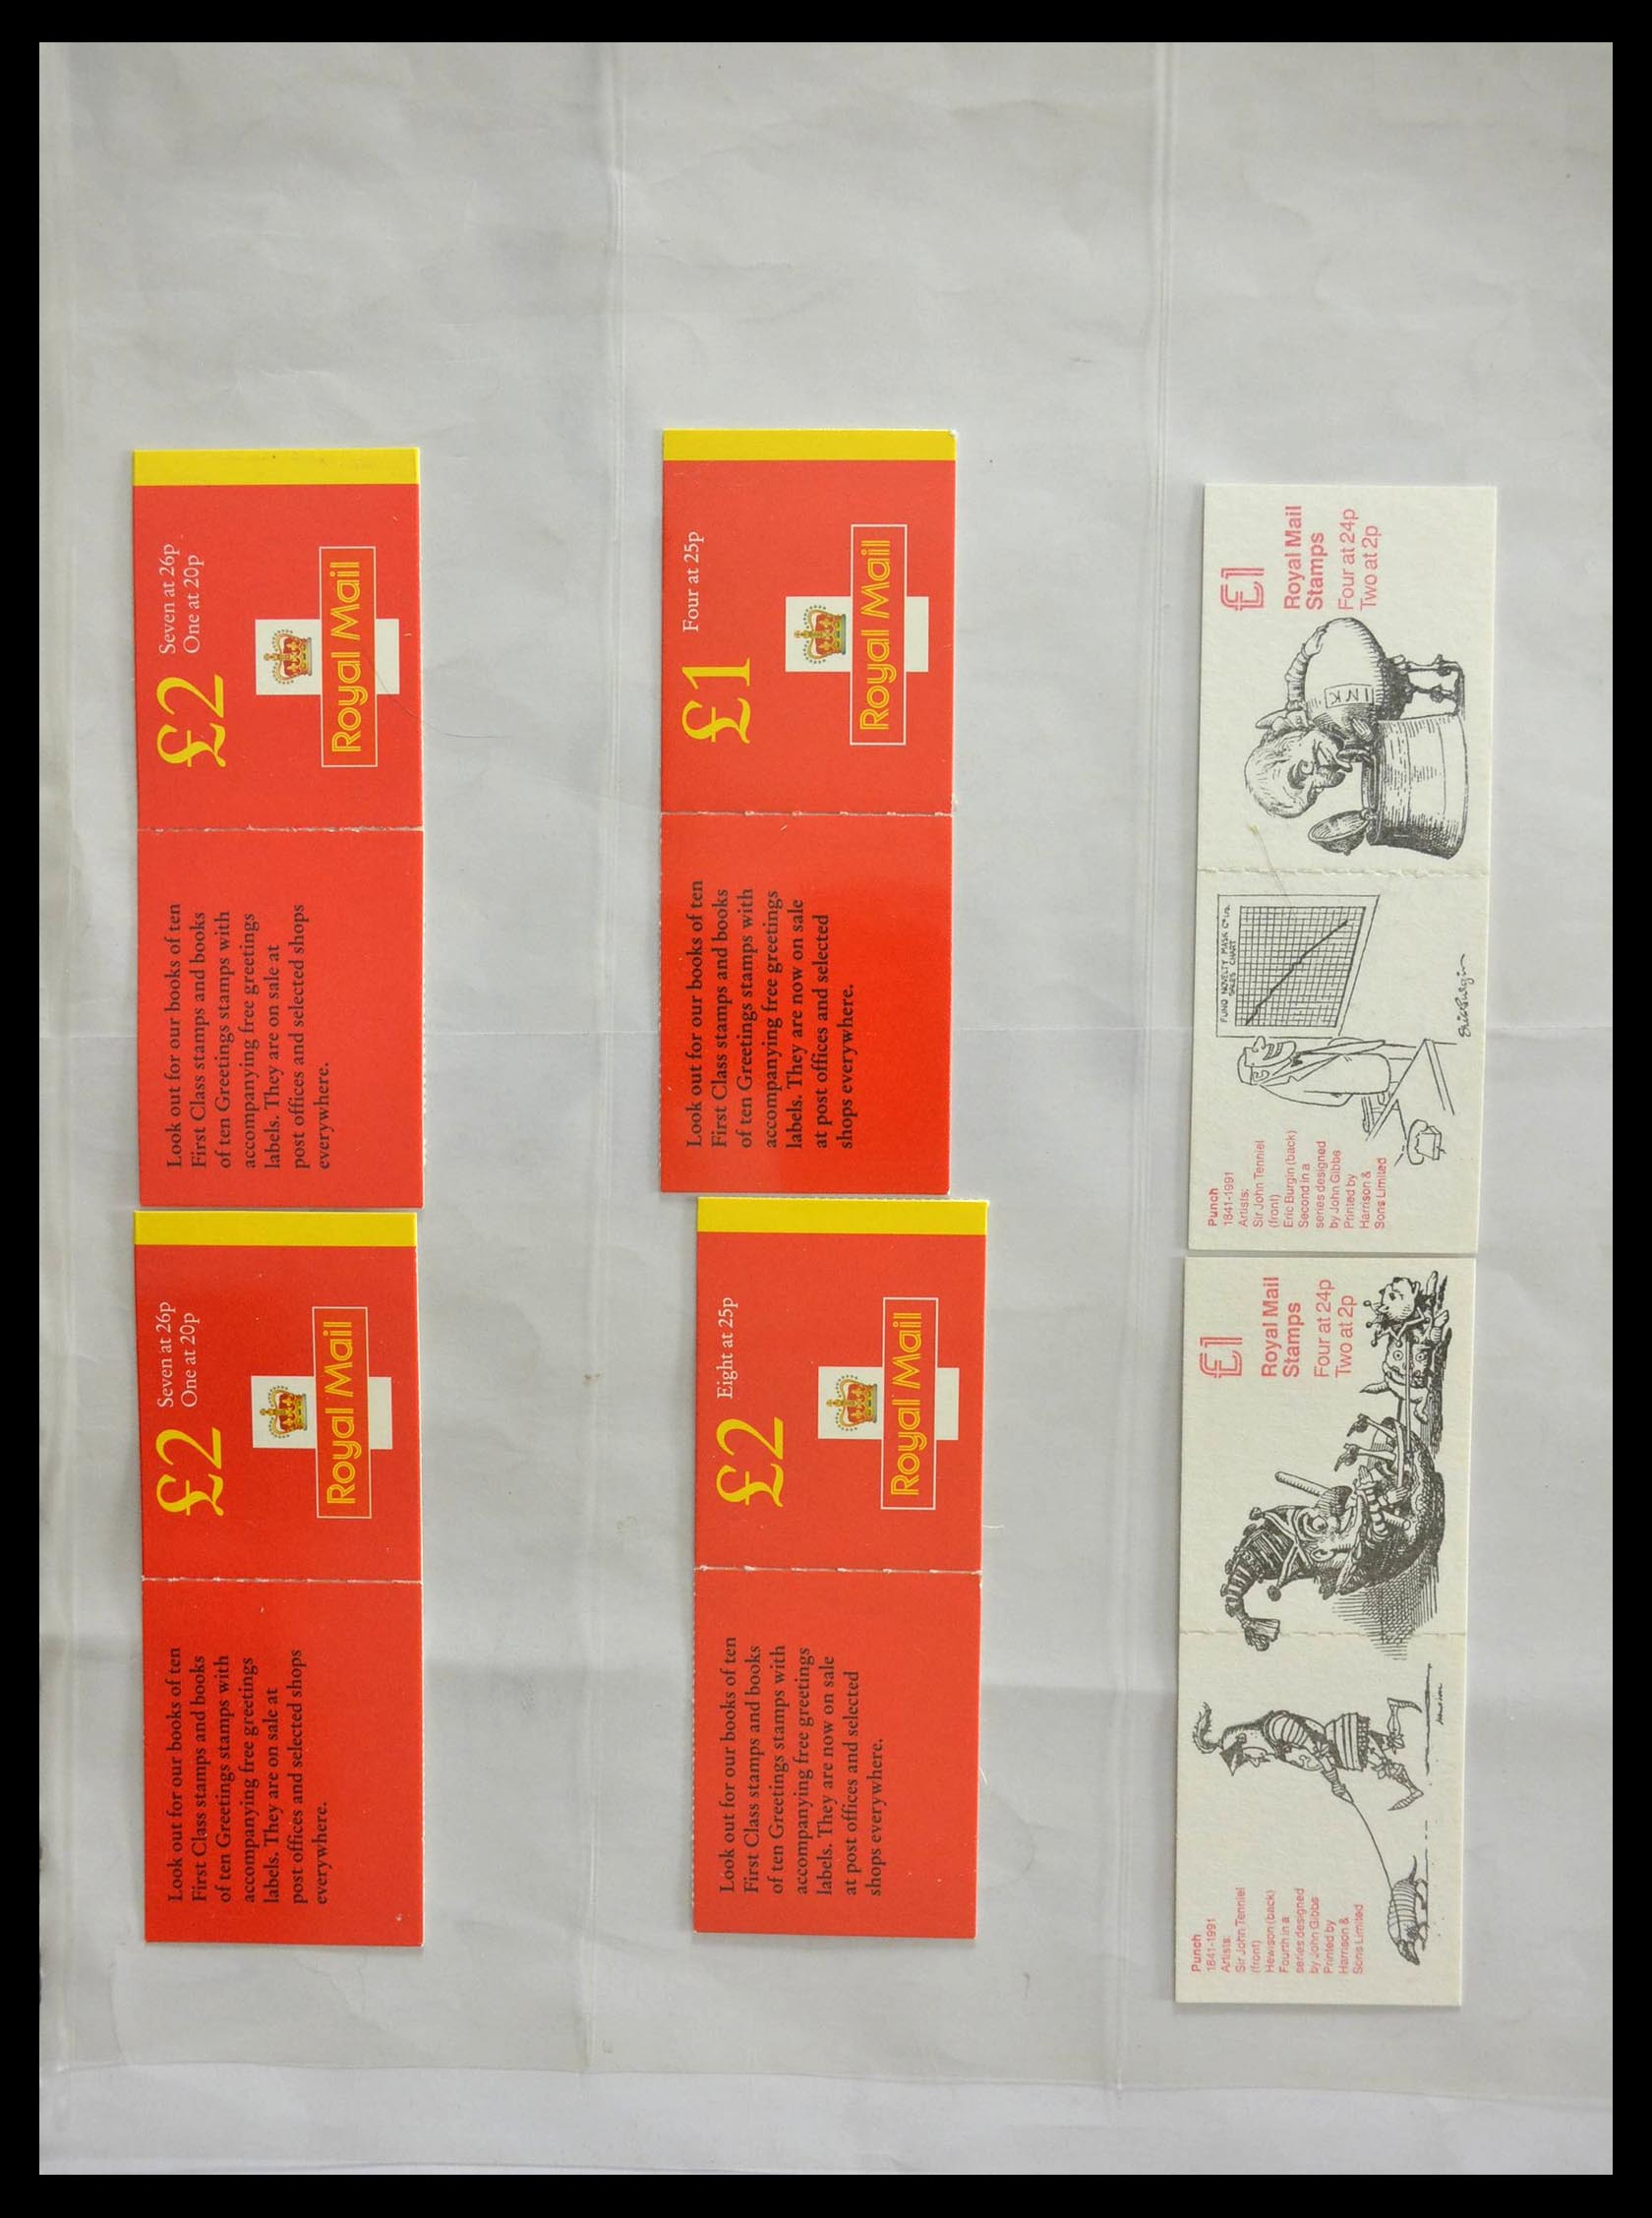 Look out for our books of ten
First Class stamps and books
of ten Greetings stamps with
accompanying free greetings
labels. They are on sale at
post offices and selected shops
everywhere.
£2
Seven at 26p
One at 20p
Royal Mail
Look out for our books of ten
First Class stamps and books
of ten Greetings stamps with
accompanying free greetings
labels. They are on sale at
post offices and selected shops
everywhere.
£2
Seven at 26p
One at 20p
Royal Mail
Look out for our books of ten
First Class stamps and books
of ten Greetings stamps with
accompanying free greetings
labels. They are now on sale
at post offices and selected
shops everywhere.
£2
Eight at 25p
Royal Mail
Look out for our books of ten
First Class stamps and books
of ten Greetings stamps with
accompanying free greetings
labels. They are now on sale
at post offices and selected
shops everywhere.
£1
Four at 25p
Royal Mail
Punch
1841-1991
Artists:
Sir John Tenniel
(front)
Hewison (back)
Fourth in a
series designed
by John Gibbs
Printed by
Harrison &
Sons Limited
Hewison
£1
Royal Mail
Stamps
Four at 24p
Two at 2p
Punch
1841-1991
Artists:
Sir John Tenniel
(front)
Eric Burgin (back)
Second in a
series designed
by John Gibbs
Printed by
Harrison &
Sons Limited
FUNO NOVELTY MASK Co Ltd.
SALES CHART
Eric Burgin
£1
Royal Mail
Stamps
Four at 24p
Two at 2p
INK